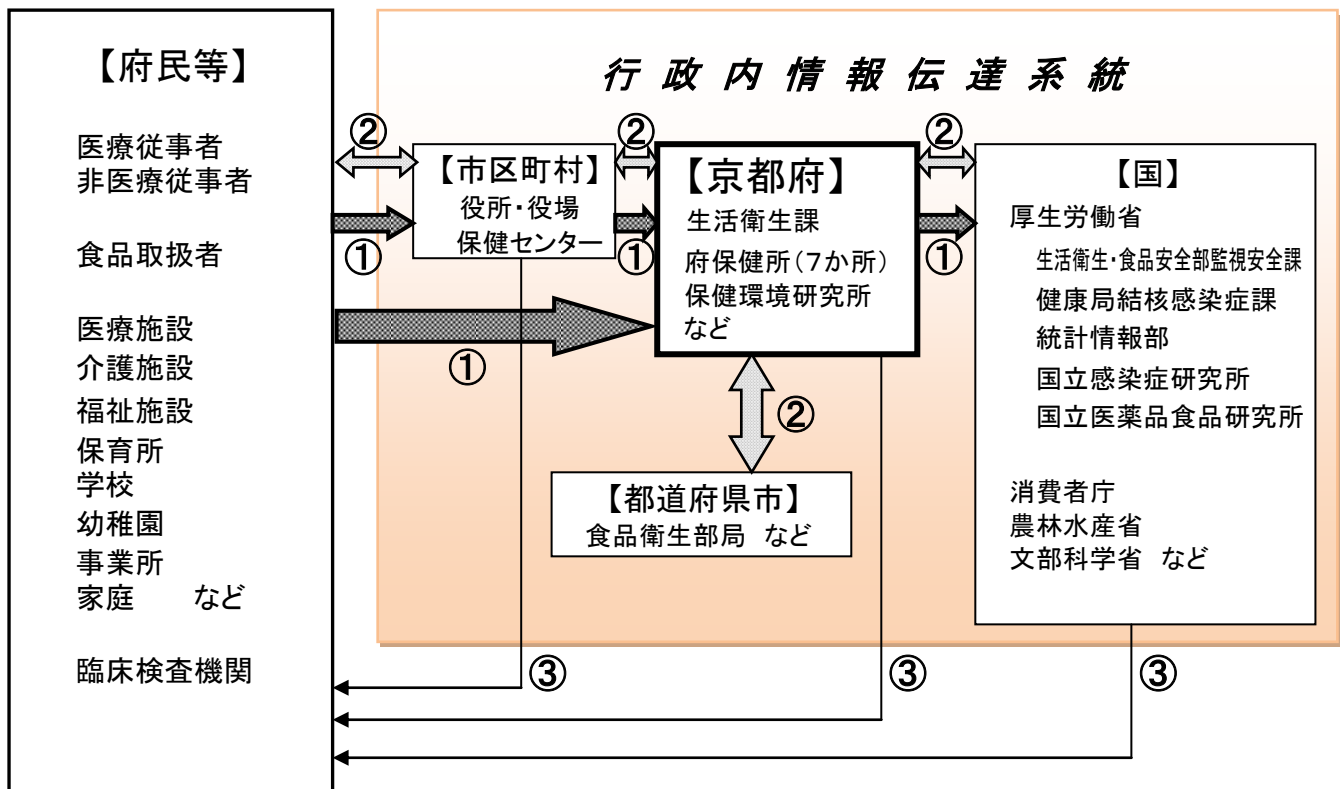 【府民等】
医療従事者
非医療従事者
食品取扱者
医療施設
介護施設
福祉施設
保育所
学校
幼稚園
事業所
家庭　　など
臨床検査機関
行政内情報伝達系統
②
②
②
【市区町村】
役所・役場
保健センター
①
①
①
①
【京都府】
生活衛生課
府保健所（７か所）
保健環境研究所
など
②
【都道府県市】
食品衛生部局　など
【国】
厚生労働省
生活衛生・食品安全部監視安全課
健康局結核感染症課
統計情報部
国立感染症研究所
国立医薬品食品研究所
消費者庁
農林水産省
文部科学省　など
③
③
③